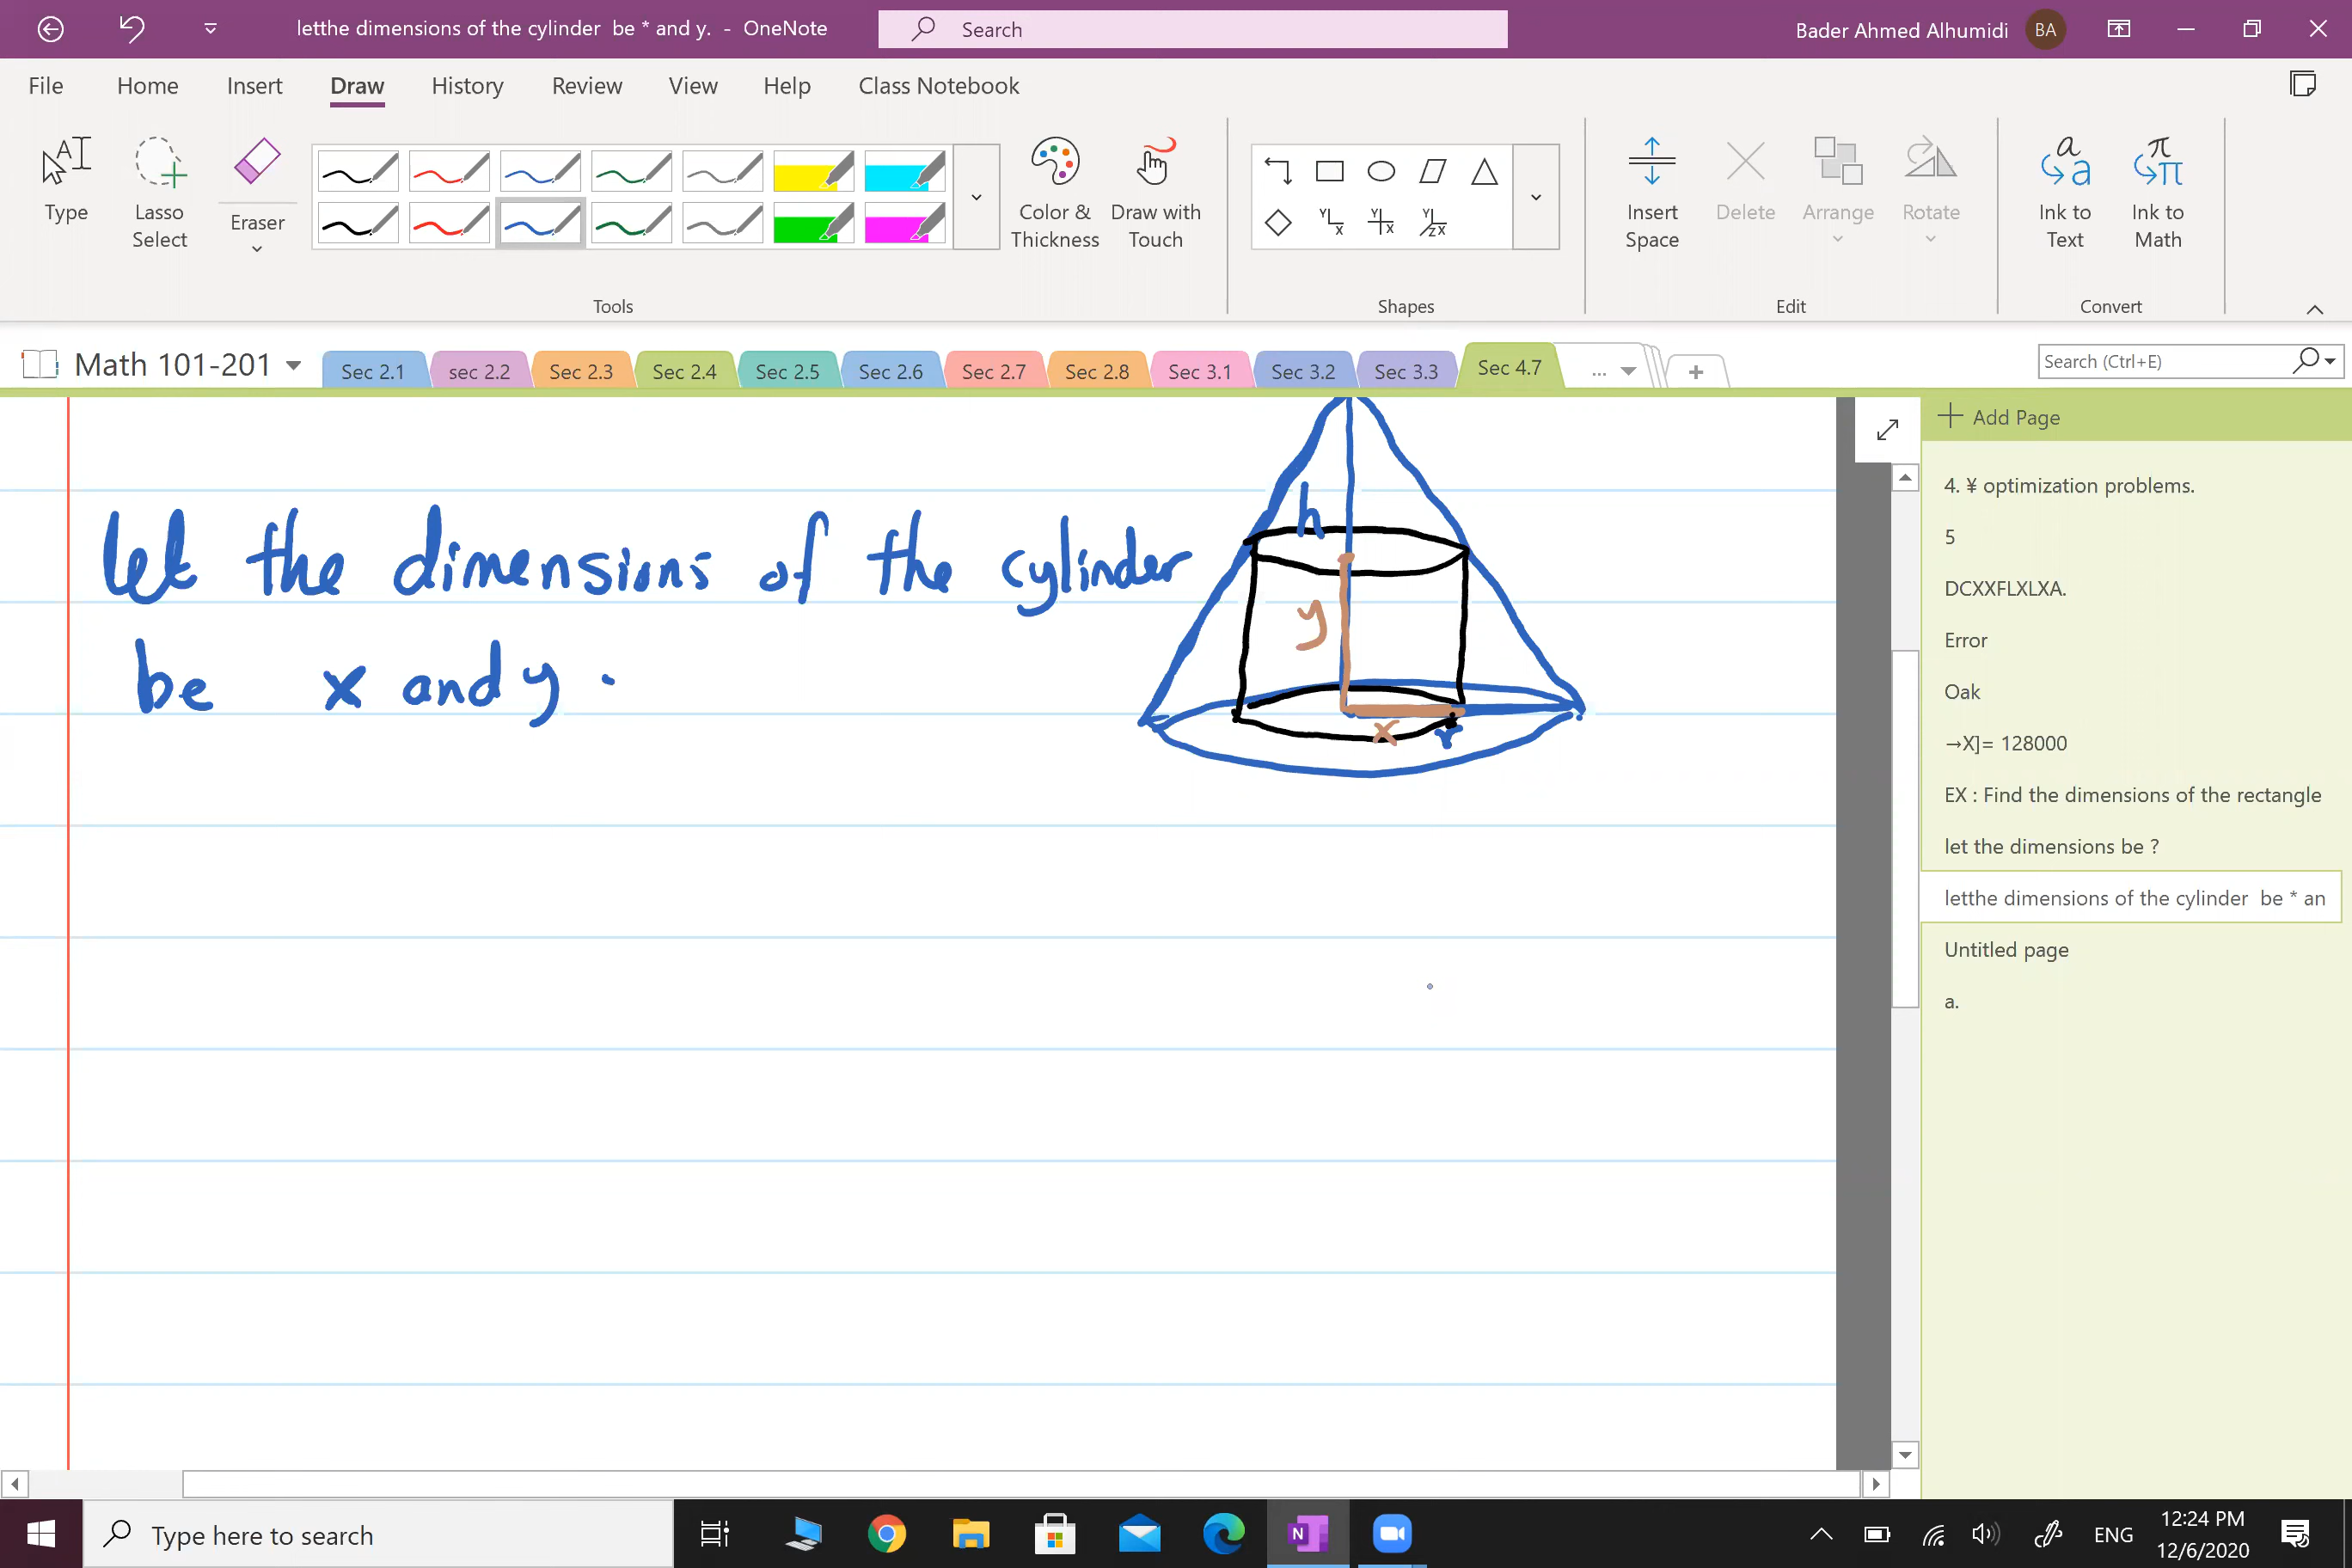 letthe dimensions of the cylinder be * and y. - OneNote
Search
Bader Ahmed Alhumidi
BA
File Home Insert Draw History Review View Help Class Notebook
Type
Lasso Select
Eraser
Color & Thickness
Draw with Touch
Insert Space
Delete
Arrange
Rotate
Ink to Text
Ink to Math
Tools
Shapes
Edit
Convert
Math 101-201
Sec 2.1
sec 2.2
Sec 2.3
Sec 2.4
Sec 2.5
Sec 2.6
Sec 2.7
Sec 2.8
Sec 3.1
Sec 3.2
Sec 3.3
Sec 4.7
...
Search (Ctrl+E)
Add Page
4. ¥ optimization problems.
5
DCXXFLXLXA.
Error
Oak
→X]= 128000
EX : Find the dimensions of the rectangle
let the dimensions be ?
letthe dimensions of the cylinder be * an
Untitled page
a.
let the dimensions of the cylinder
be x and y .
h
y
x
r
Type here to search
ENG
12:24 PM
12/6/2020